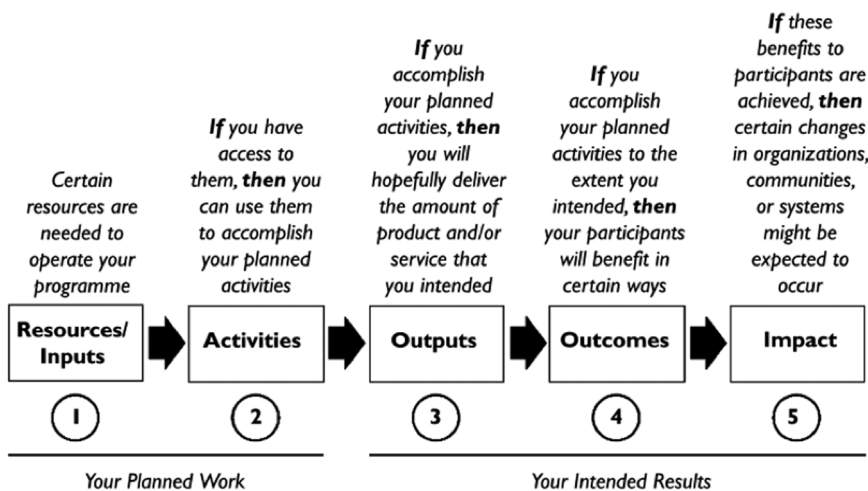 Certain
resources are
needed to
operate your
programme
If you have
access to
them, then you
can use them
to accomplish
your planned
activities
If you
accomplish
your planned
activities, then
you will
hopefully deliver
the amount of
product and/or
service that
you intended
If you
accomplish
your planned
activities to the
extent you
intended, then
your participants
will benefit in
certain ways
If these
benefits to
participants are
achieved, then
certain changes
in organizations,
communities,
or systems
might be
expected to
occur
Resources/
Inputs
Activities
Outputs
Outcomes
Impact
1
2
3
4
5
Your Planned Work
Your Intended Results